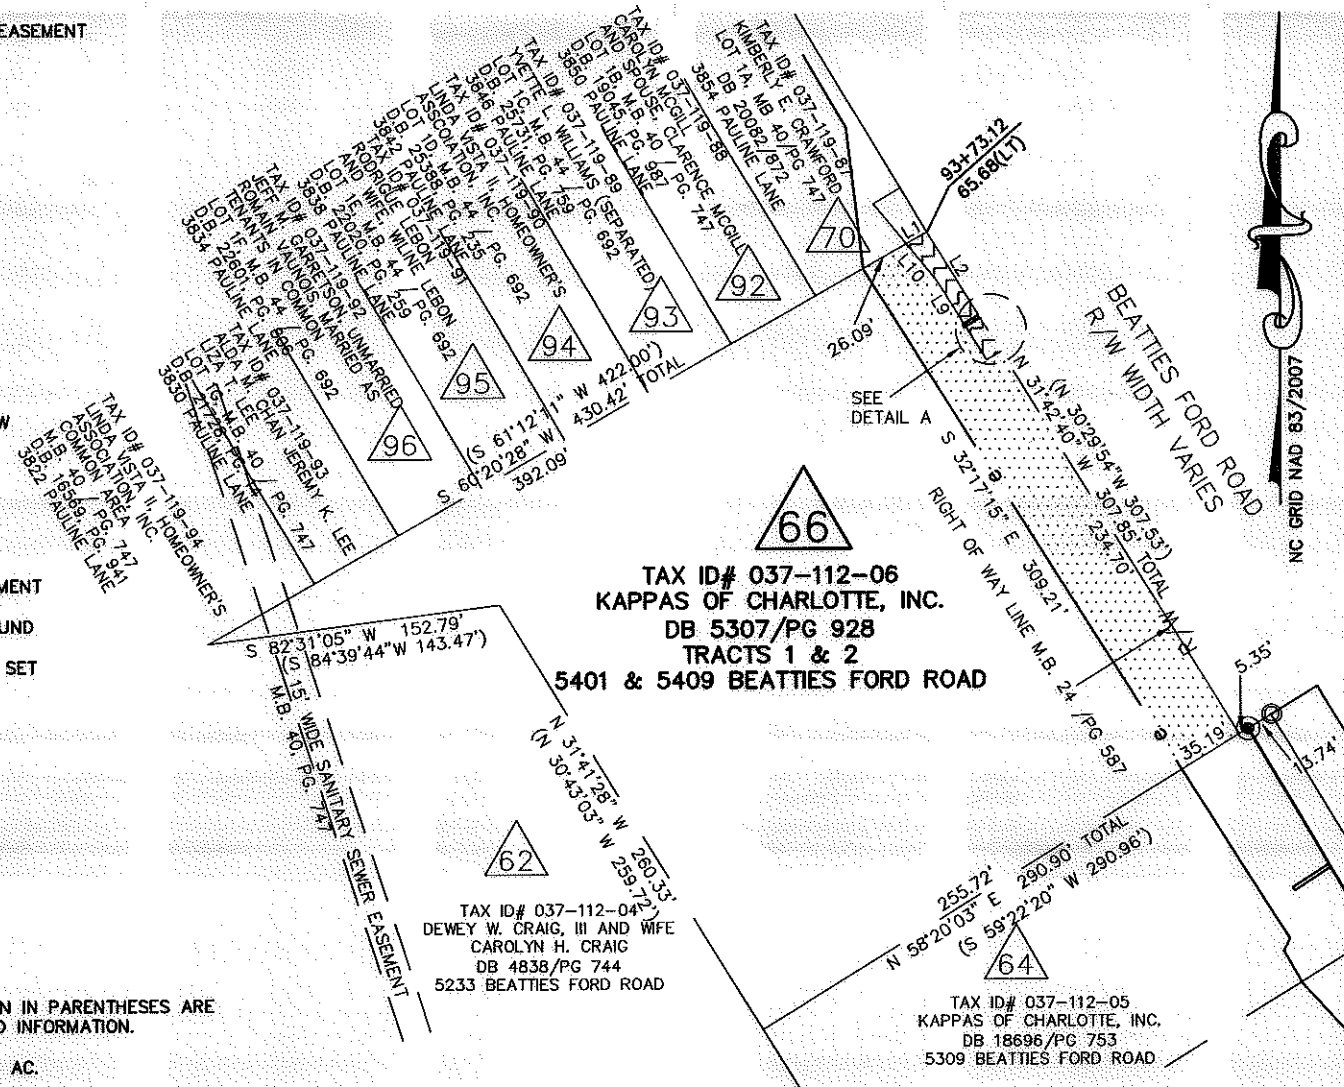 EASEMENT
W
MENT
UND
SET
N IN PARENTHESES ARE
D INFORMATION.
AC.
TAX ID# 037-119-94
LINDA VISTA II, HOMEOWNER'S
ASSOCIATION, INC.
COMMON AREA
M.B. 40 / PG. 747
D.B. 16569 PG. 941
3822 PAULINE LANE
TAX ID# 037-119-93
ALDA M. CHAN JEREMY K. LEE
LIZA T. LEE
LOT 1G, M.B. 40 / PG. 747
3830 PAULINE LANE
TAX ID# 037-119-92
JEFF M. GARRETSON, UNMARRIED
ROMAIN VAUNOIS, MARRIED AS
TENANTS IN COMMON
LOT 1F M.B. 44 / PG. 692
D.B. 22601, PG. 696
3834 PAULINE LANE
TAX ID# 037-119-91
RODRIGUE LEBON
AND WIFE, WILINE LEBON
LOT 1E, M.B. 44 / PG. 692
D.B. 22020 PG. 259
3838 PAULINE LANE
TAX ID# 037-119-90
LINDA VISTA II, HOMEOWNER'S
ASSCOIATION, INC.
LOT 1D M.B. 44 / PG. 692
D.B. 25388 PG. 235
3842 PAULINE LANE
TAX ID# 037-119-89
YVETTE L. WILLIAMS (SEPARATED)
LOT 1C, M.B. 44 / PG. 692
D.B. 25731, PG. 759
3846 PAULINE LANE
TAX ID# 037-119-88
CAROLYN MCGILL
AND SPOUSE, CLARENCE MCGILL
LOT 1B M.B. 40 / PG. 747
D.B. 19045, PG. 987
3850 PAULINE LANE
TAX ID# 037-119-87
KIMBERLY E. CRAWFORD
LOT 1A, MB 40/PG 747
DB 20082/872
3854 PAULINE LANE
70
92
93
94
95
96
93+73.12
65.68(LT)
L1
L10
L2
L9
26.09'
SEE
DETAIL A
(S 61°12'11" W 422.00')
430.42' TOTAL
S 60°20'28" W
392.09'
BEATTIES FORD ROAD
R/W WIDTH VARIES
NC GRID NAD 83/2007
(N 30°29'54"W 307.53')
N 31°42'40" W 307.85' TOTAL
234.70'
R/W
e
S 32°17'15" E 309.21'
RIGHT OF WAY LINE M.B. 24 /PG 587
e
66
TAX ID# 037-112-06
KAPPAS OF CHARLOTTE, INC.
DB 5307/PG 928
TRACTS 1 & 2
5401 & 5409 BEATTIES FORD ROAD
5.35'
35.19'
13.74'
S 82°31'05" W 152.79'
(S 84°39'44"W 143.47')
15' WIDE SANITARY SEWER EASEMENT
M.B. 40, PG. 747
N 31°41'28" W 260.33'
(N 30°43'03" W 259.72')
62
TAX ID# 037-112-04
DEWEY W. CRAIG, III AND WIFE
CAROLYN H. CRAIG
DB 4838/PG 744
5233 BEATTIES FORD ROAD
255.72'
N 58°20'03" E 290.90' TOTAL
(S 59°22'20" W 290.96')
64
TAX ID# 037-112-05
KAPPAS OF CHARLOTTE, INC.
DB 18696/PG 753
5309 BEATTIES FORD ROAD